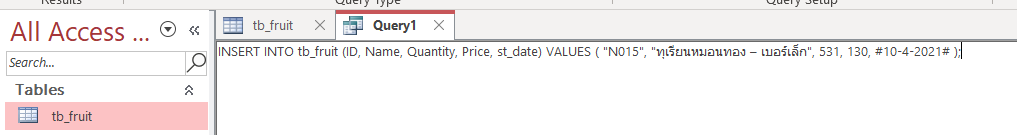 Results
Query Type
Query Setup
All Access ...
tb_fruit
Query1
Search...
INSERT INTO tb_fruit (ID, Name, Quantity, Price, st_date) VALUES ( "N015", "ทุเรียนหมอนทอง – เบอร์เล็ก", 531, 130, #10-4-2021# );
Tables
tb_fruit